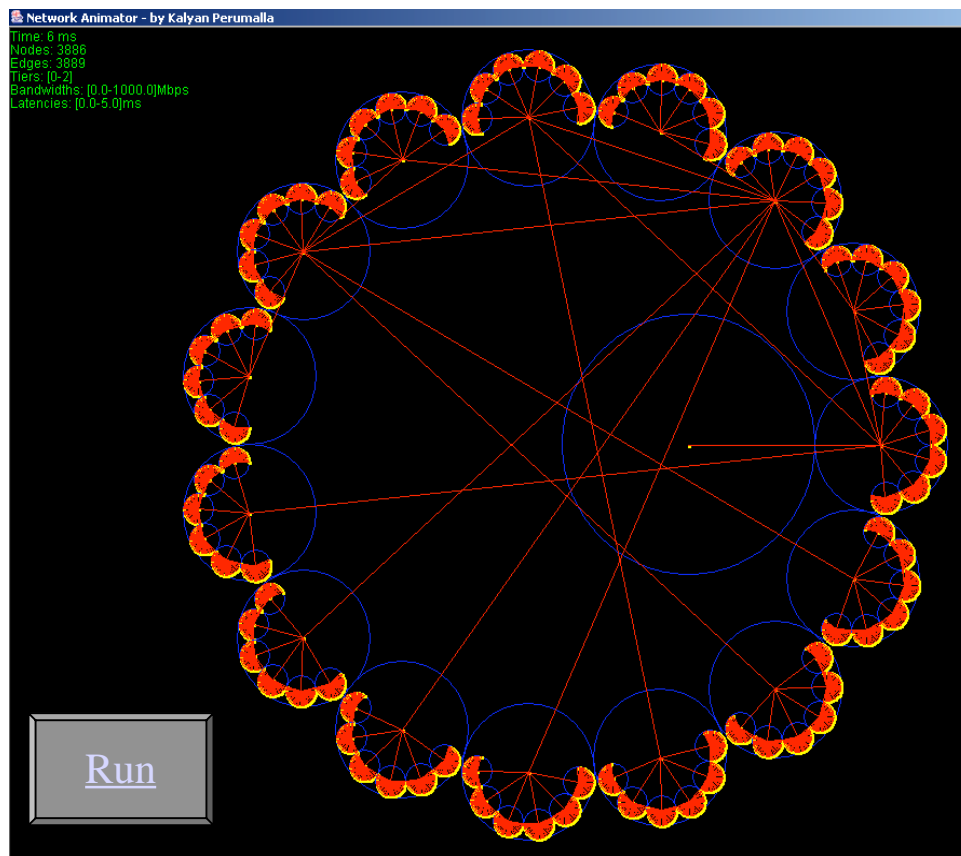 Network Animator - by Kalyan Perumalla
Time: 6 ms
Nodes: 3886
Edges: 3889
Tiers: [0-2]
Bandwidths: [0.0-1000.0]Mbps
Latencies: [0.0-5.0]ms
Run